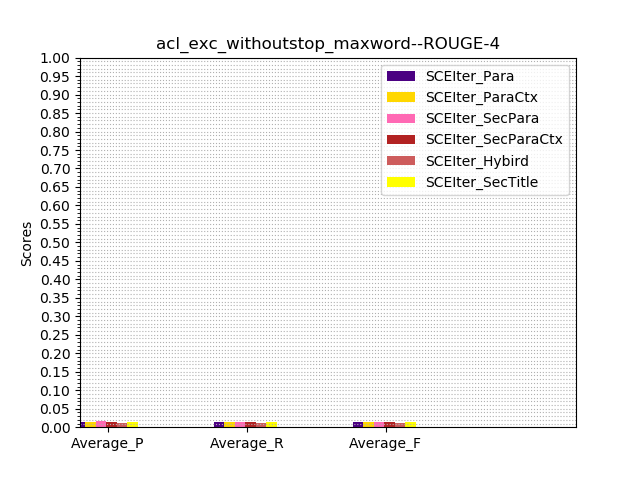 acl_exc_withoutstop_maxword--ROUGE-4
1.00
0.95
0.90
0.85
0.80
0.75
0.70
0.65
0.60
0.55
0.50
0.45
0.40
0.35
0.30
0.25
0.20
0.15
0.10
0.05
0.00
Scores
SCEIter_Para
SCEIter_ParaCtx
SCEIter_SecPara
SCEIter_SecParaCtx
SCEIter_Hybird
SCEIter_SecTitle
Average_P Average_R Average_F